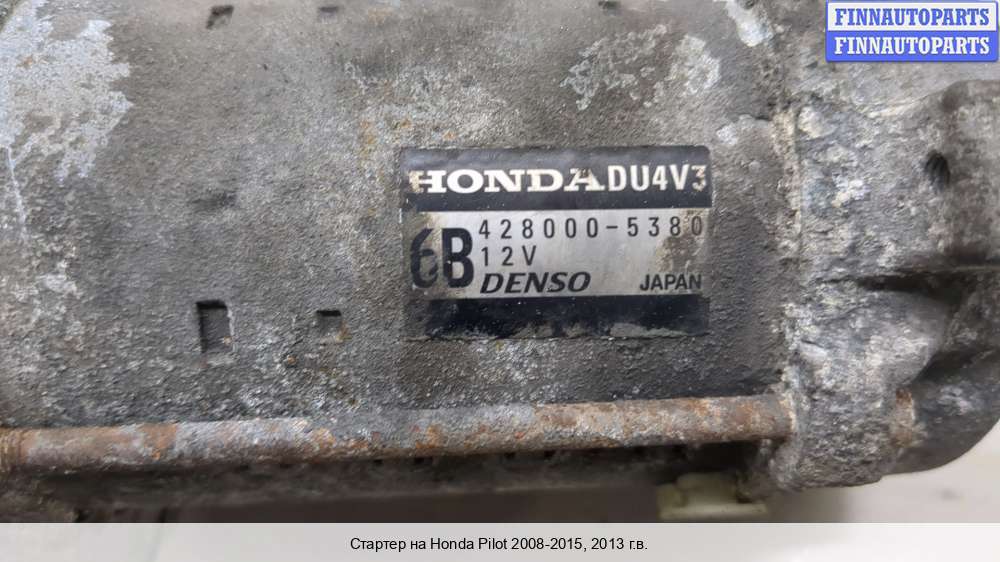 FINNAUTOPARTS
FINNAUTOPARTS
HONDA DU4V3
428000-5380
6B
12V
DENSO JAPAN
Стартер на Honda Pilot 2008-2015, 2013 г.в.